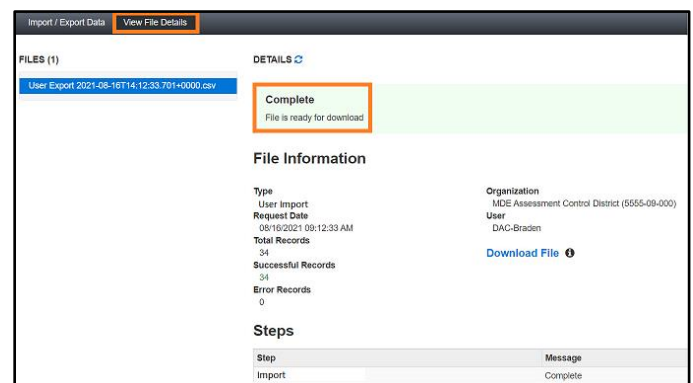 Import / Export Data View File Details
FILES (1)
User Export 2021-08-16T14:12:33.701+0000.csv
DETAILS
Complete
File is ready for download
File Information
Type
User Import
Request Date
08/16/2021 09:12:33 AM
Total Records
34
Successful Records
34
Error Records
0
Organization
MDE Assessment Control District (5555-09-000)
User
DAC-Braden
Download File
Steps
Step Message
Import Complete